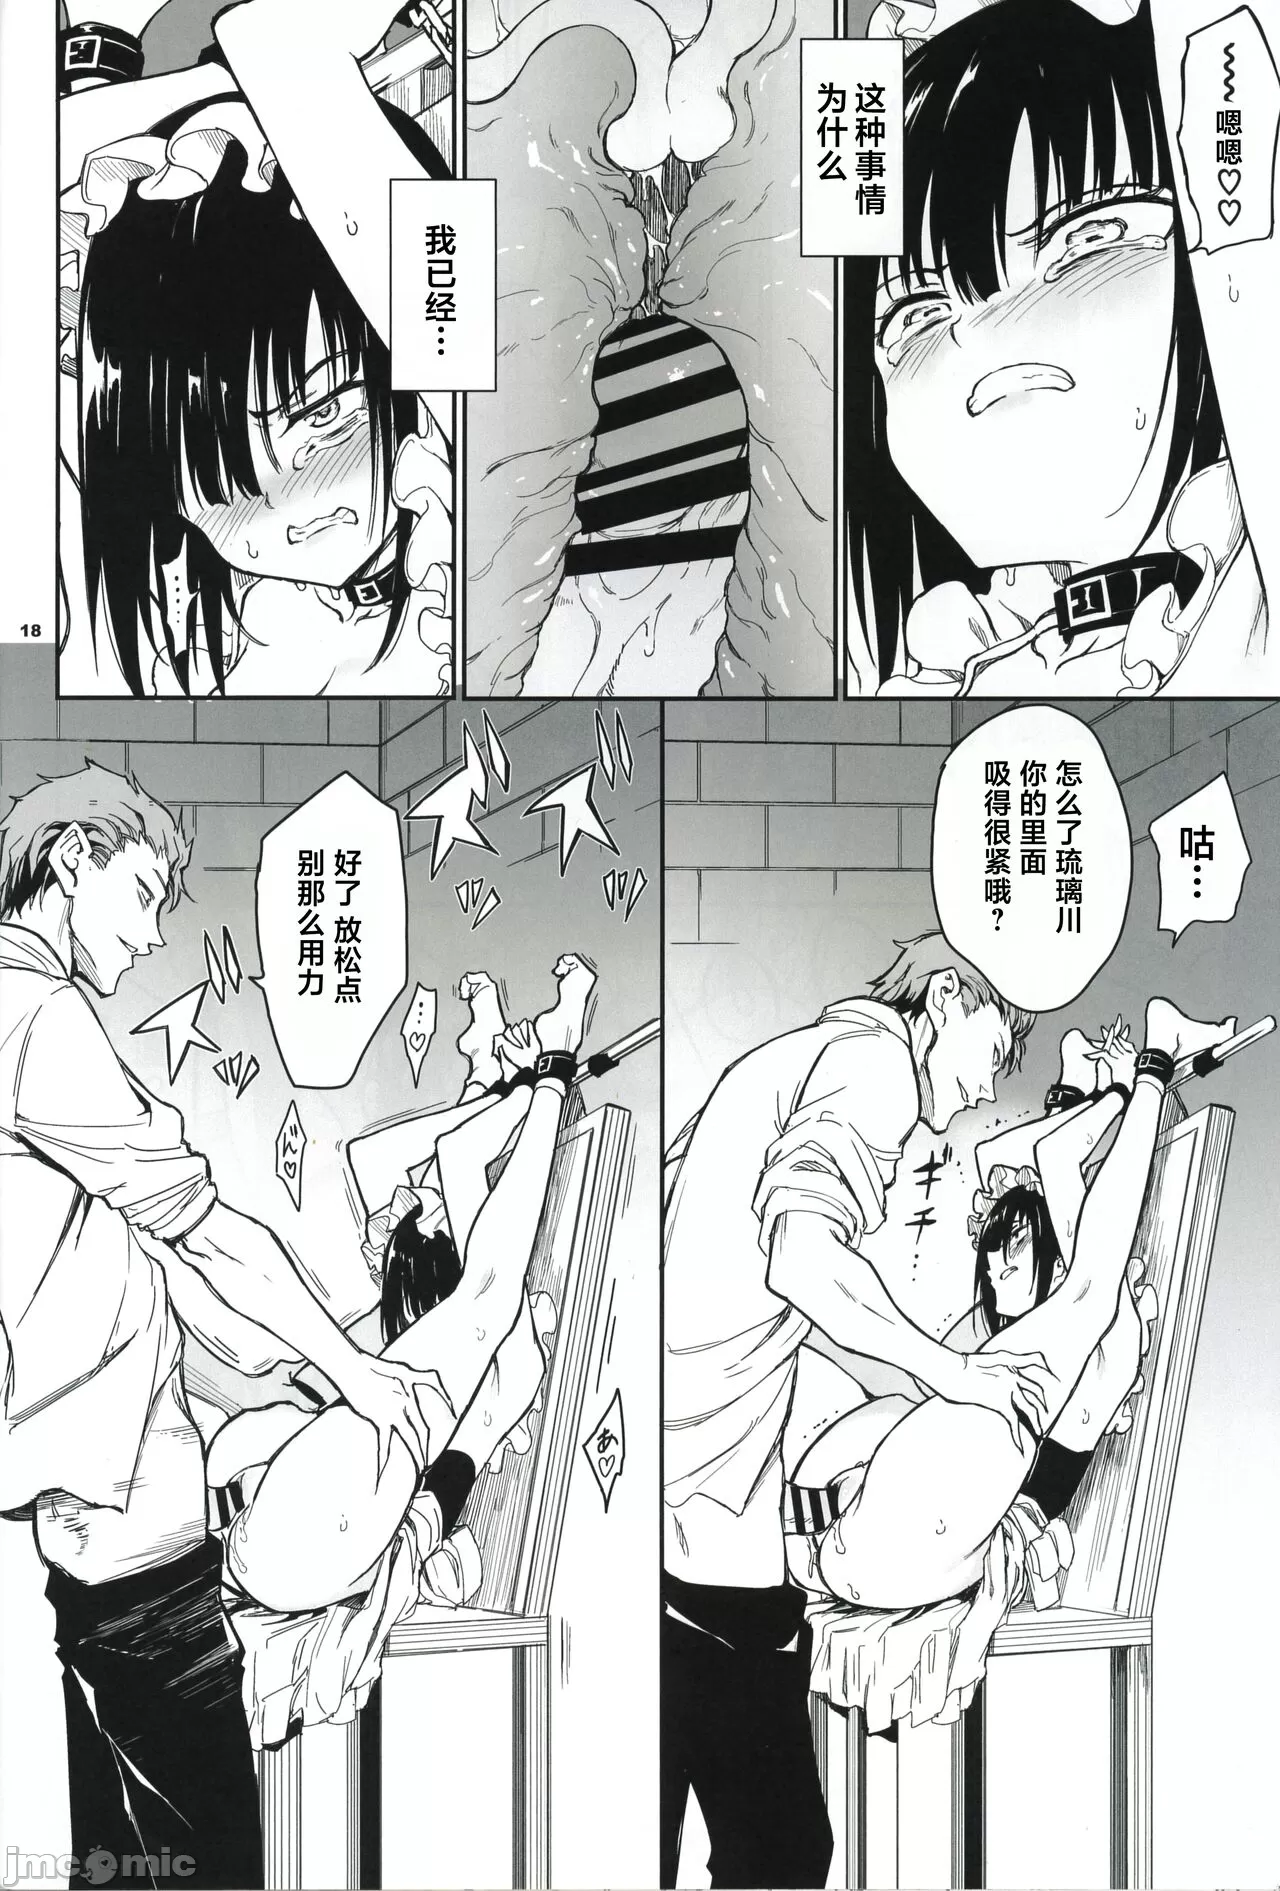 嗯嗯♡♡
这种事情
为什么
我已经…
……
18
咕…
怎么了琉璃川
你的里面
吸得很紧哦?
ギチ…
好了 放松点
别那么用力
…♡
あ♡
jmcomic